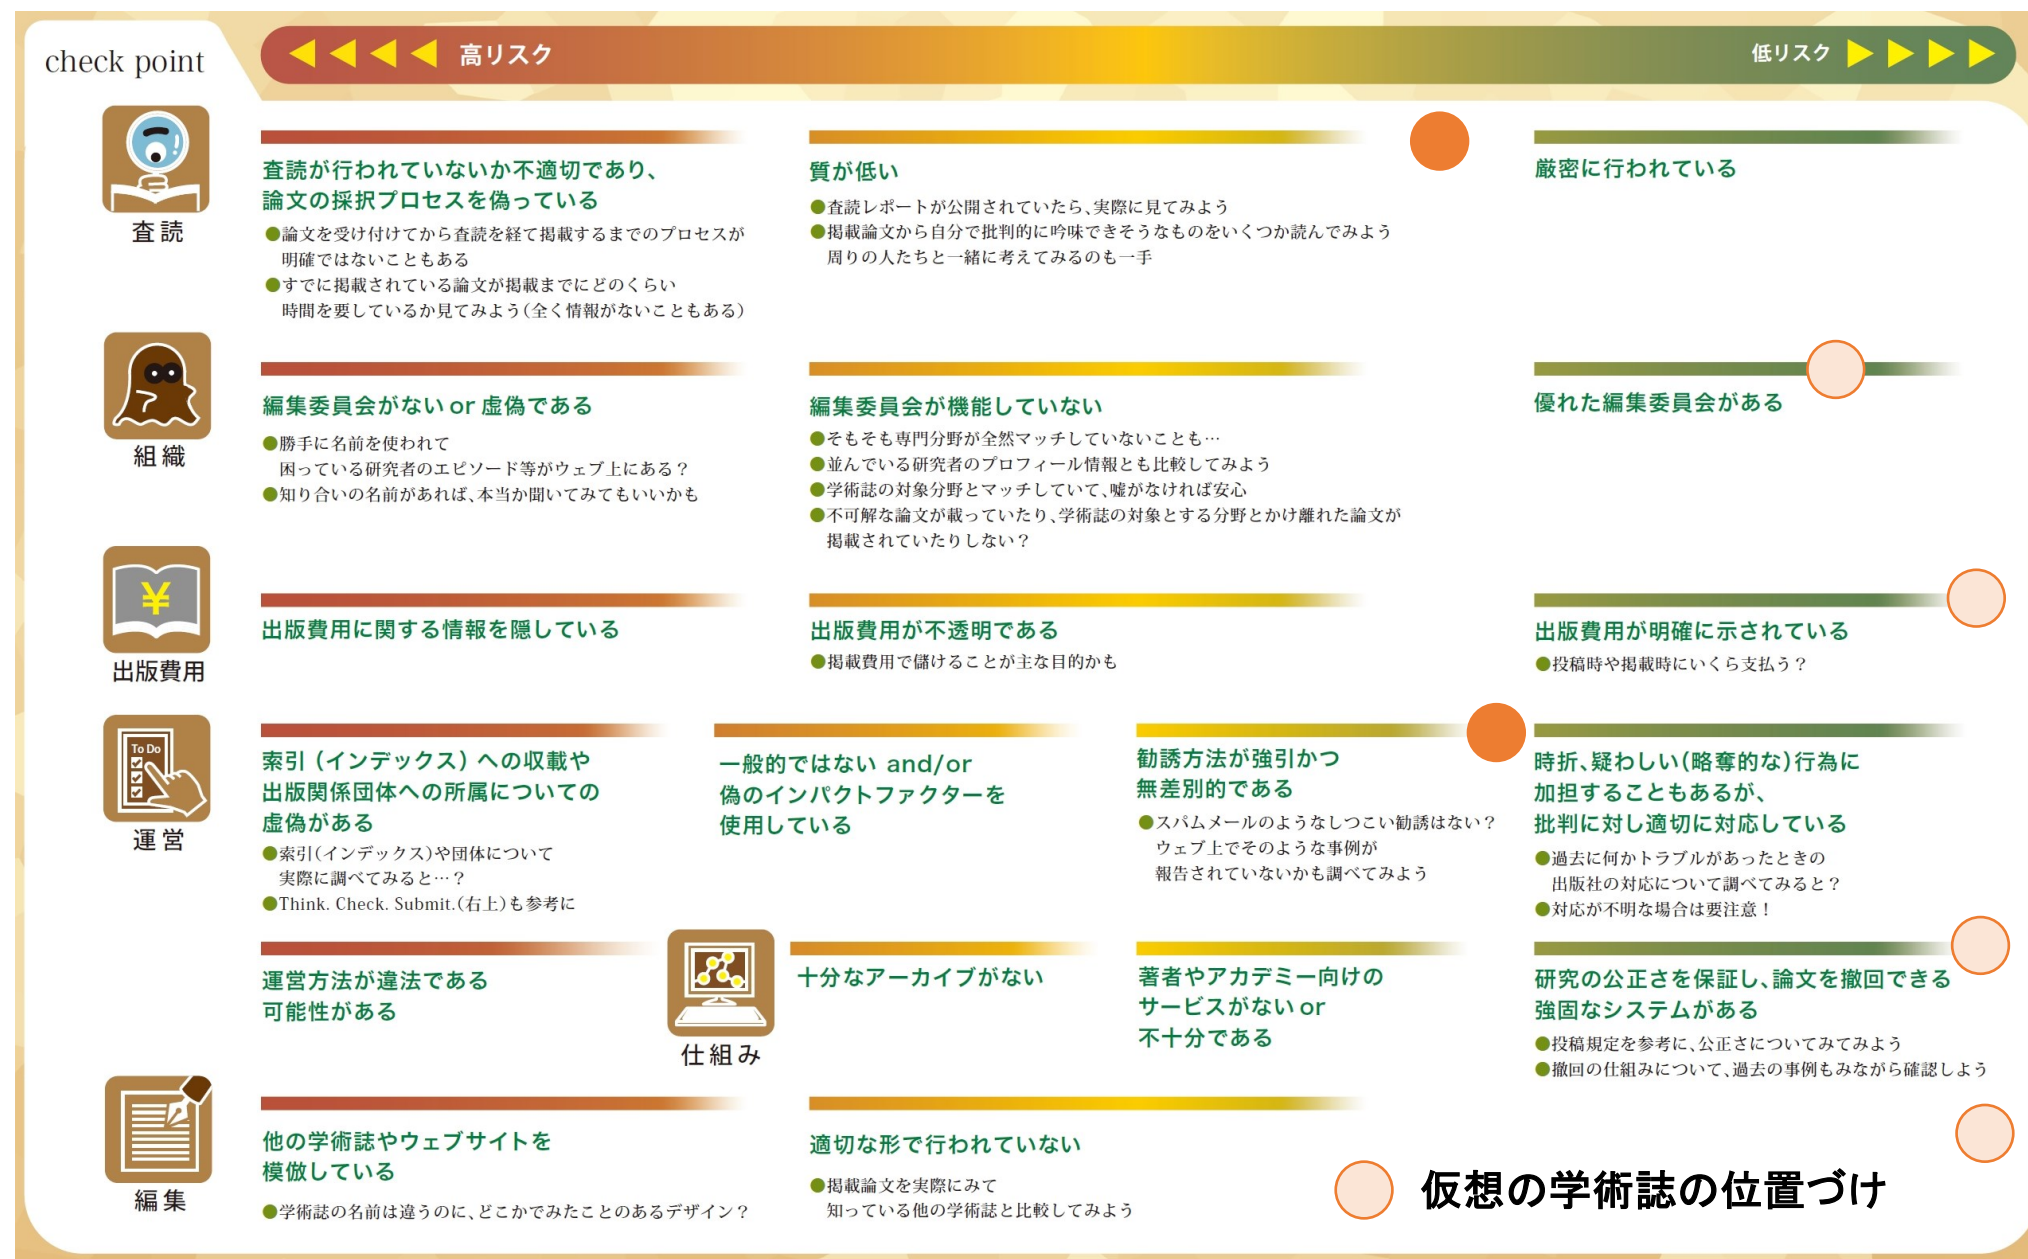 check point
高リスク
低リスク
査読
査読が行われていないか不適切であり、
論文の採択プロセスを偽っている
●論文を受け付けてから査読を経て掲載するまでのプロセスが
明確ではないこともある
●すでに掲載されている論文が掲載までにどのくらい
時間を要しているか見てみよう(全く情報がないこともある)
質が低い
●査読レポートが公開されていたら、実際に見てみよう
●掲載論文から自分で批判的に吟味できそうなものをいくつか読んでみよう
周りの人たちと一緒に考えてみるのも一手
厳密に行われている
組織
編集委員会がない or 虚偽である
●勝手に名前を使われて
困っている研究者のエピソード等がウェブ上にある？
●知り合いの名前があれば、本当か聞いてみてもいいかも
編集委員会が機能していない
●そもそも専門分野が全然マッチしていないことも…
●並んでいる研究者のプロフィール情報とも比較してみよう
●学術誌の対象分野とマッチしていて、嘘がなければ安心
●不可解な論文が載っていたり、学術誌の対象とする分野とかけ離れた論文が
掲載されていたりしない？
優れた編集委員会がある
¥
出版費用
出版費用に関する情報を隠している
出版費用が不透明である
●掲載費用で儲けることが主な目的かも
出版費用が明確に示されている
●投稿時や掲載時にいくら支払う？
To Do
運営
索引（インデックス）への収載や
出版関係団体への所属についての
虚偽がある
●索引(インデックス)や団体について
実際に調べてみると…？
●Think. Check. Submit.(右上)も参考に
一般的ではない and/or
偽のインパクトファクターを
使用している
勧誘方法が強引かつ
無差別的である
●スパムメールのようなしつこい勧誘はない？
ウェブ上でそのような事例が
報告されていないかも調べてみよう
時折、疑わしい(略奪的な)行為に
加担することもあるが、
批判に対し適切に対応している
●過去に何かトラブルがあったときの
出版社の対応について調べてみると？
●対応が不明な場合は要注意！
運営方法が違法である
可能性がある
仕組み
十分なアーカイブがない
著者やアカデミー向けの
サービスがない or
不十分である
研究の公正さを保証し、論文を撤回できる
強固なシステムがある
●投稿規定を参考に、公正さについてみてみよう
●撤回の仕組みについて、過去の事例もみながら確認しよう
編集
他の学術誌やウェブサイトを
模倣している
●学術誌の名前は違うのに、どこかでみたことのあるデザイン？
適切な形で行われていない
●掲載論文を実際にみて
知っている他の学術誌と比較してみよう
仮想の学術誌の位置づけ